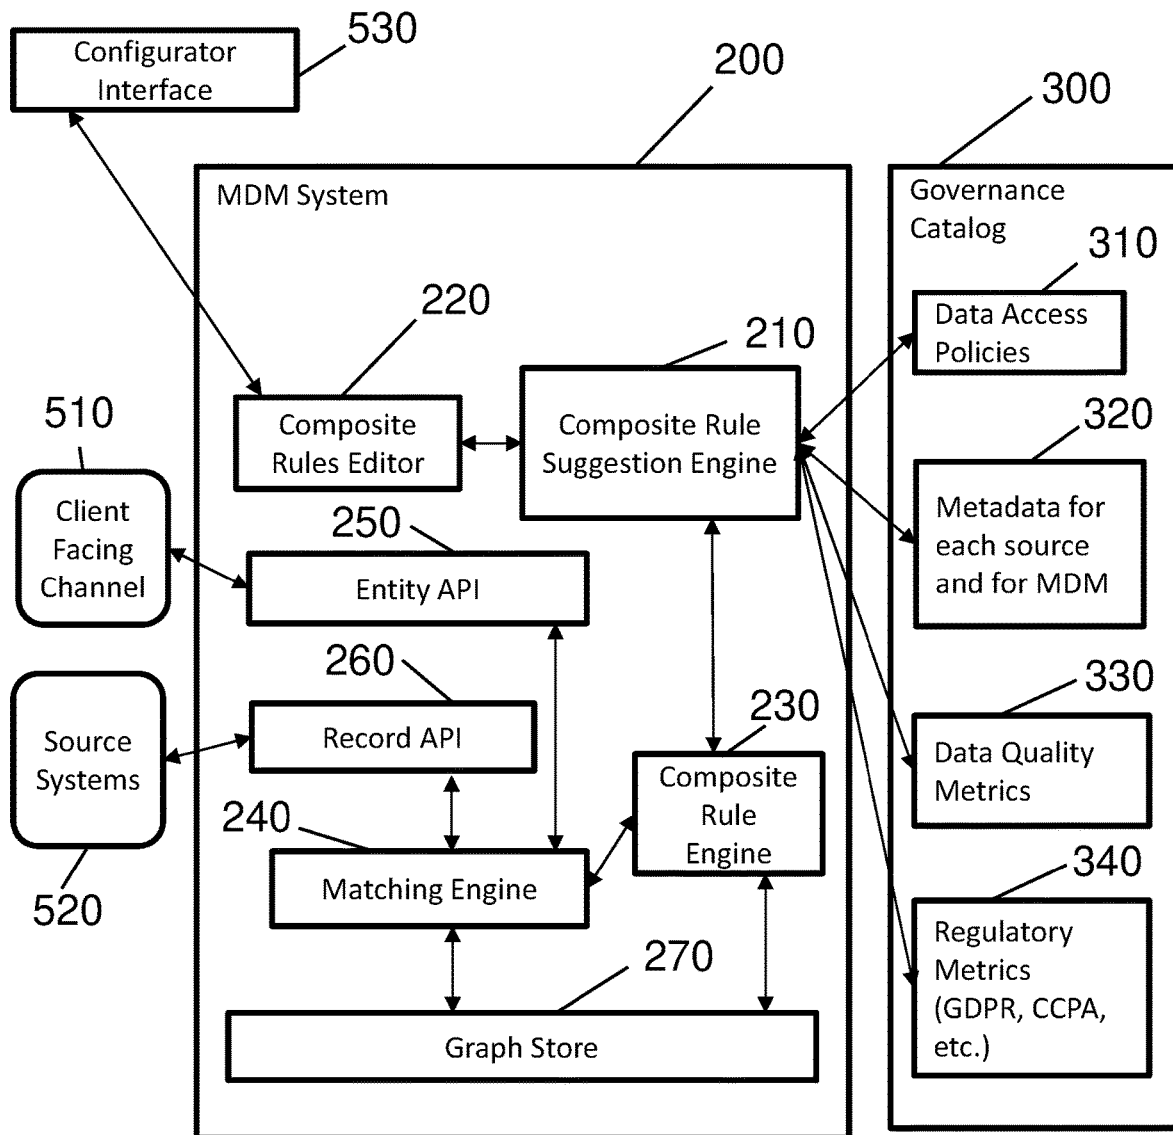 Configurator
Interface
530
200
300
MDM System
Governance
Catalog
310
Data Access
Policies
220
210
Composite
Rules Editor
Composite Rule
Suggestion Engine
320
Metadata for
each source
and for MDM
510
Client
Facing
Channel
250
Entity API
260
Record API
Source
Systems
520
230
Composite
Rule
Engine
330
Data Quality
Metrics
240
Matching Engine
340
Regulatory
Metrics
(GDPR, CCPA,
etc.)
270
Graph Store